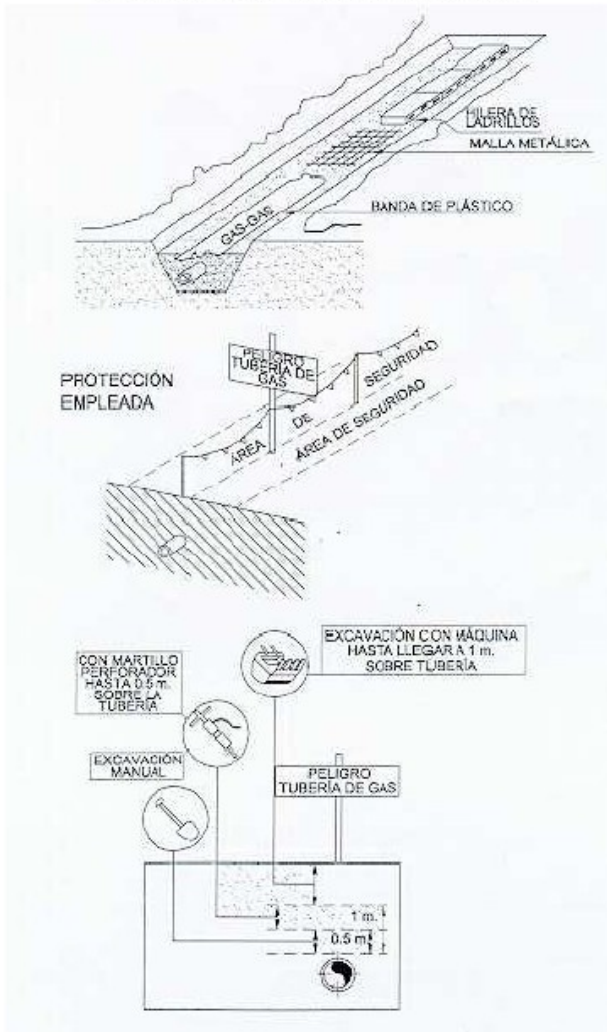 HILERA DE
LADRILLOS
MALLA METÁLICA
BANDA DE PLÁSTICO
GAS-GAS
PROTECCIÓN
EMPLEADA
PELIGRO
TUBERÍA DE
GAS
ÁREA DE SEGURIDAD
ÁREA DE SEGURIDAD
EXCAVACIÓN CON MÁQUINA
HASTA LLEGAR A 1 m.
SOBRE TUBERÍA
CON MARTILLO
PERFORADOR
HASTA 0.5 m.
SOBRE LA
TUBERÍA
EXCAVACIÓN
MANUAL
PELIGRO
TUBERÍA DE GAS
1 m.
0.5 m